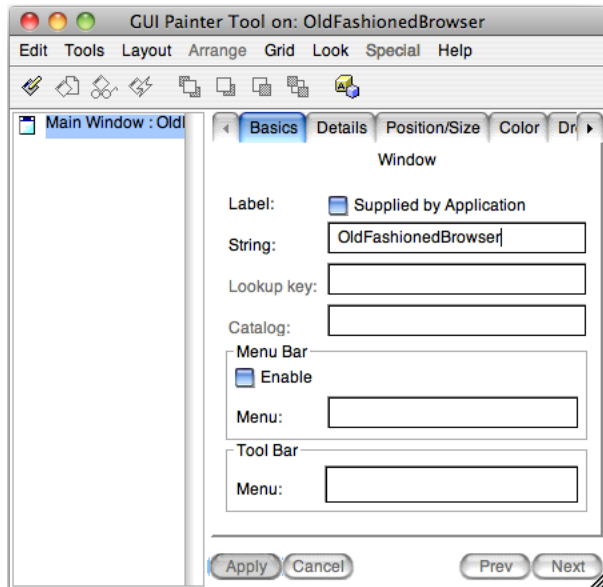 GUI Painter Tool on: OldFashionedBrowser
Edit Tools Layout Arrange Grid Look Special Help
Main Window : Old
Basics Details Position/Size Color Dr
Window
Label: Supplied by Application
String: OldFashionedBrowser
Lookup key:
Catalog:
Menu Bar
Enable
Menu:
Tool Bar
Menu:
Apply Cancel Prev Next